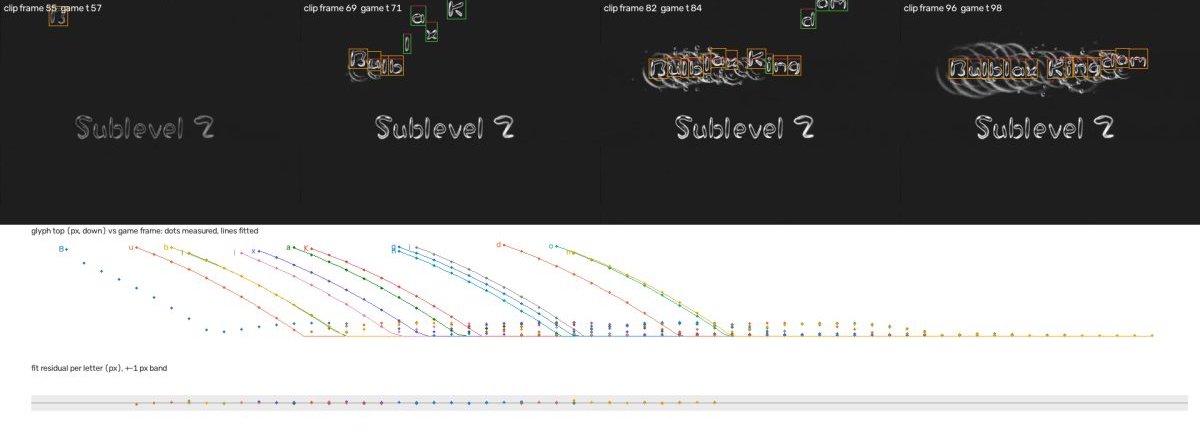 clip frame 55 game t 57
clip frame 69 game t 71
clip frame 82 game t 84
clip frame 96 game t 98
B
Bulb l a x K
Bulblax King d om
Bulblax Kingdom
Sublevel 2
Sublevel 2
Sublevel 2
Sublevel 2
glyph top (px, down) vs game frame: dots measured, lines fitted
B u b l l x a K g i d o
fit residual per letter (px), +-1 px band